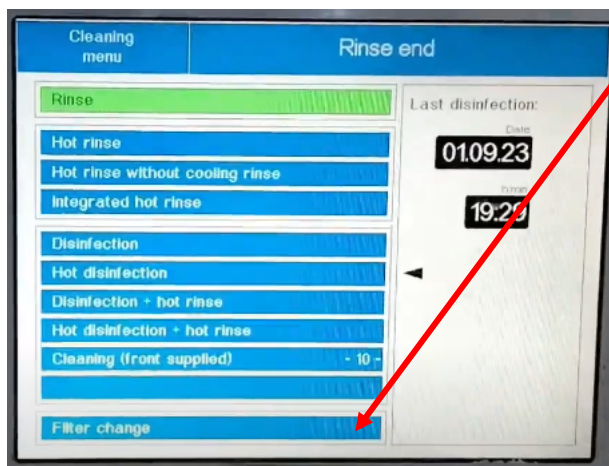 Cleaning
menu
Rinse end
Rinse
Hot rinse
Hot rinse without cooling rinse
Integrated hot rinse
Disinfection
Hot disinfection
Disinfection + hot rinse
Hot disinfection + hot rinse
Cleaning (front supplied) - 10 -
Filter change
Last disinfection:
Date
01.09.23
h:min
19:29